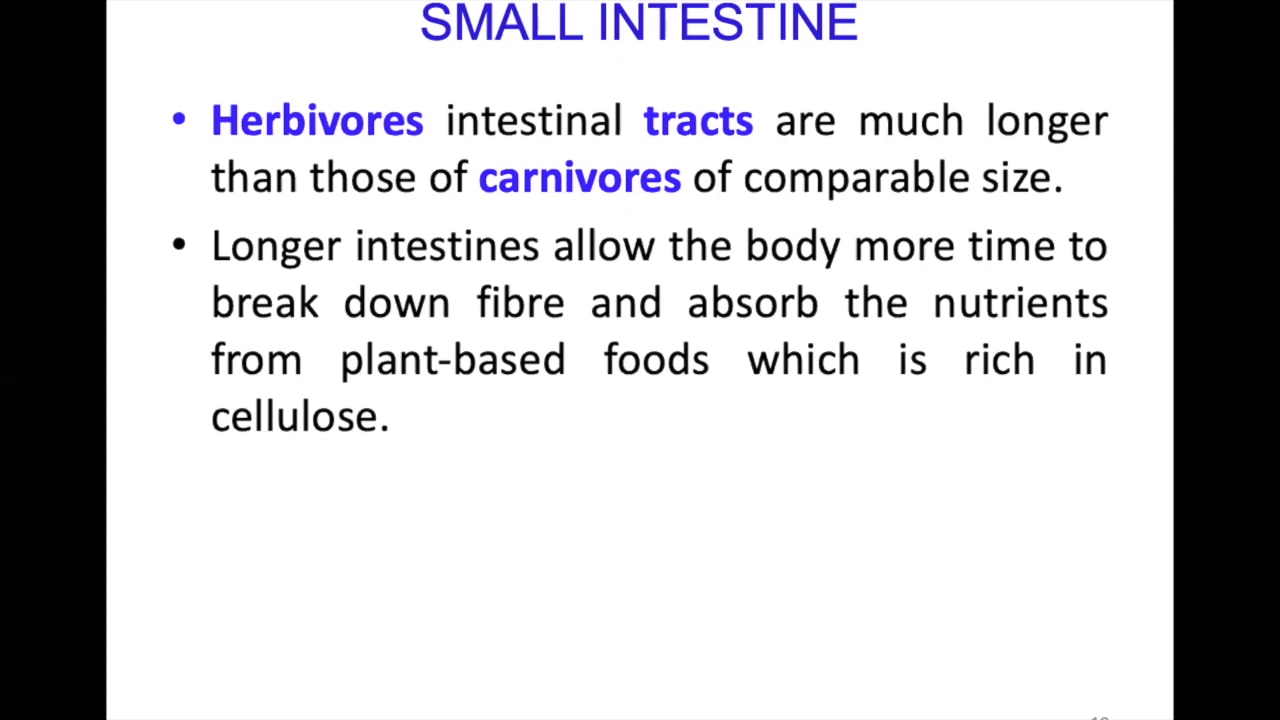 SMALL INTESTINE
• Herbivores intestinal tracts are much longer
than those of carnivores of comparable size.
• Longer intestines allow the body more time to
break down fibre and absorb the nutrients
from plant-based foods which is rich in
cellulose.